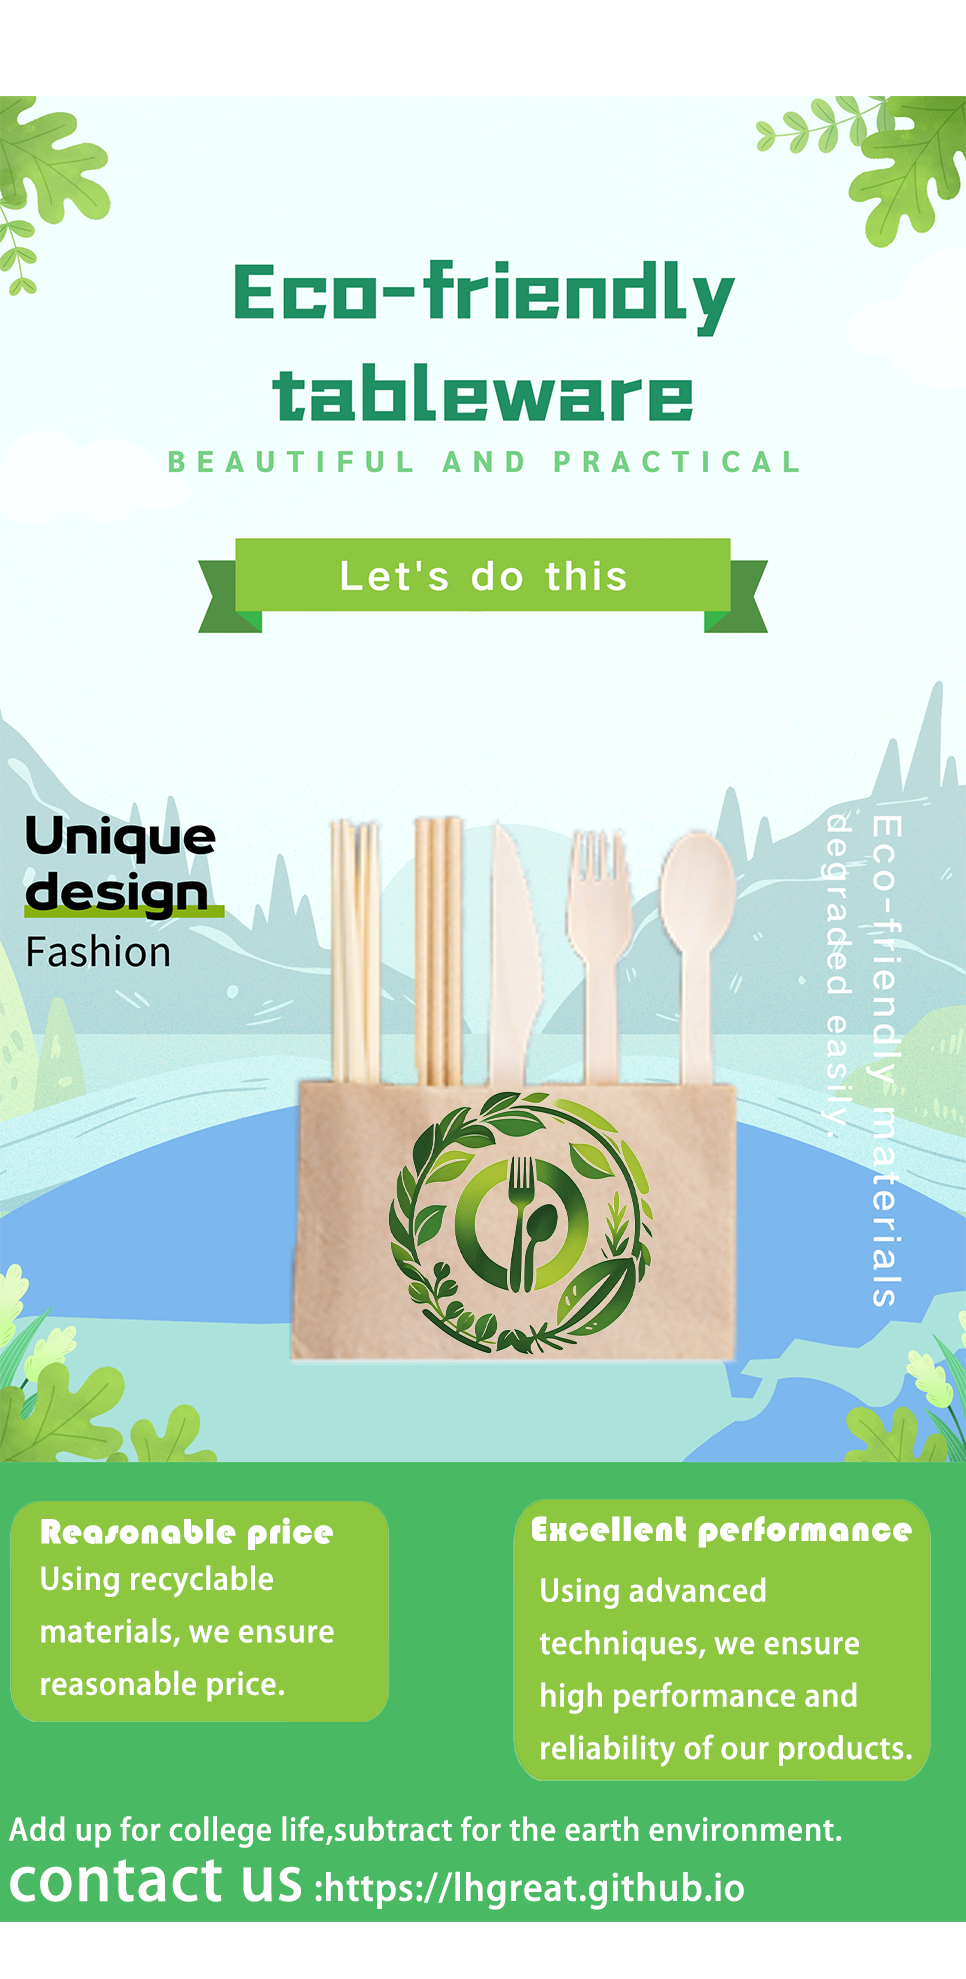 Eco-friendly
tableware
BEAUTIFUL AND PRACTICAL
Let's do this
Unique
design
Fashion
Eco-friendly materials
degraded easily.
Reasonable price
Using recyclable
materials, we ensure
reasonable price.
Excellent performance
Using advanced
techniques, we ensure
high performance and
reliability of our products.
Add up for college life,subtract for the earth environment.
contact us :https://lhgreat.github.io